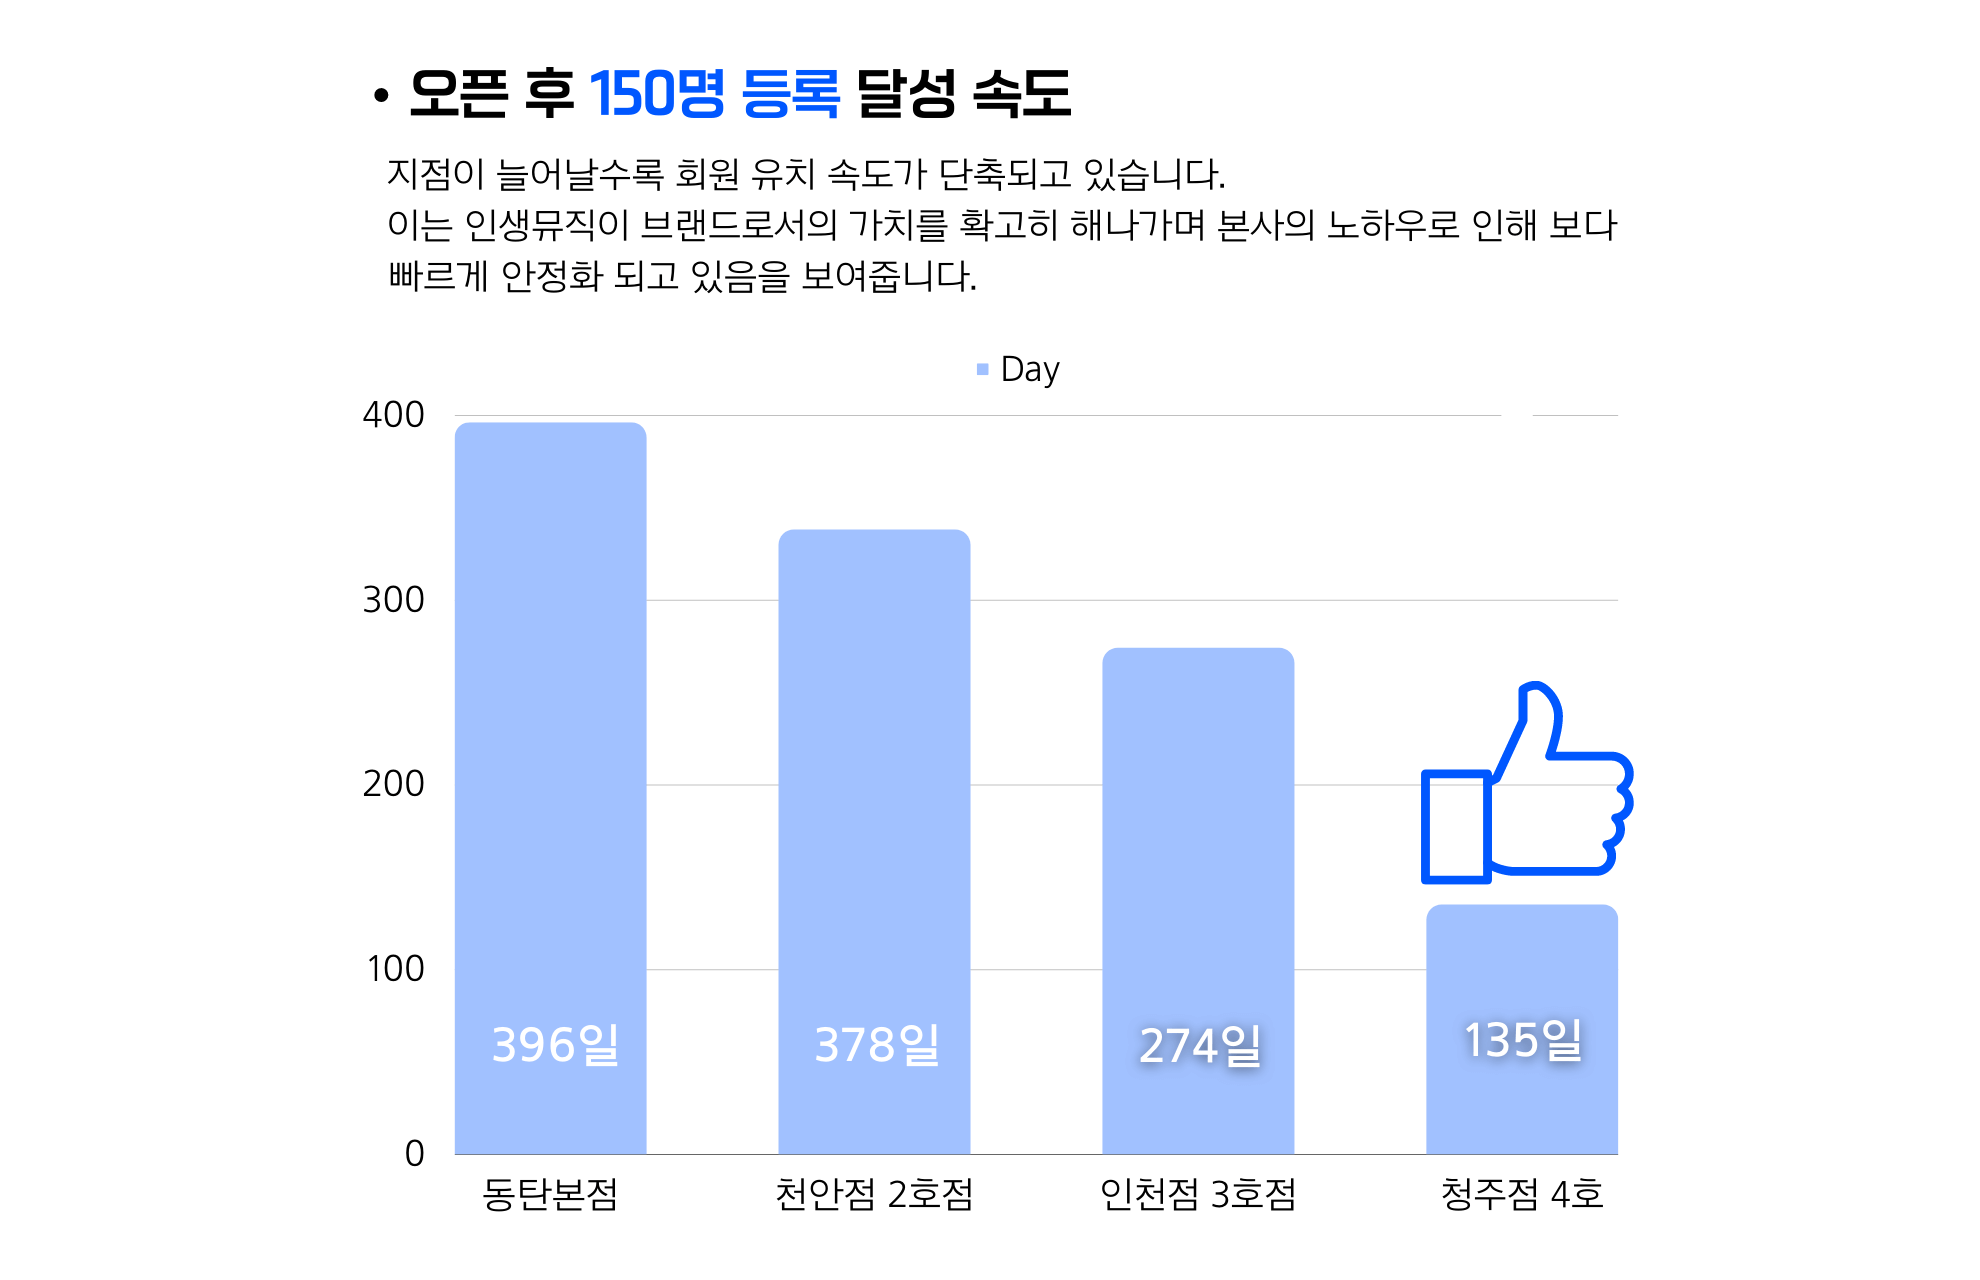 • 오픈 후 150명 등록 달성 속도
지점이 늘어날수록 회원 유치 속도가 단축되고 있습니다.
이는 인생뮤직이 브랜드로서의 가치를 확고히 해나가며 본사의 노하우로 인해 보다
빠르게 안정화 되고 있음을 보여줍니다.
Day
400
300
200
100
0
396일
378일
274일
135일
동탄본점
천안점 2호점
인천점 3호점
청주점 4호